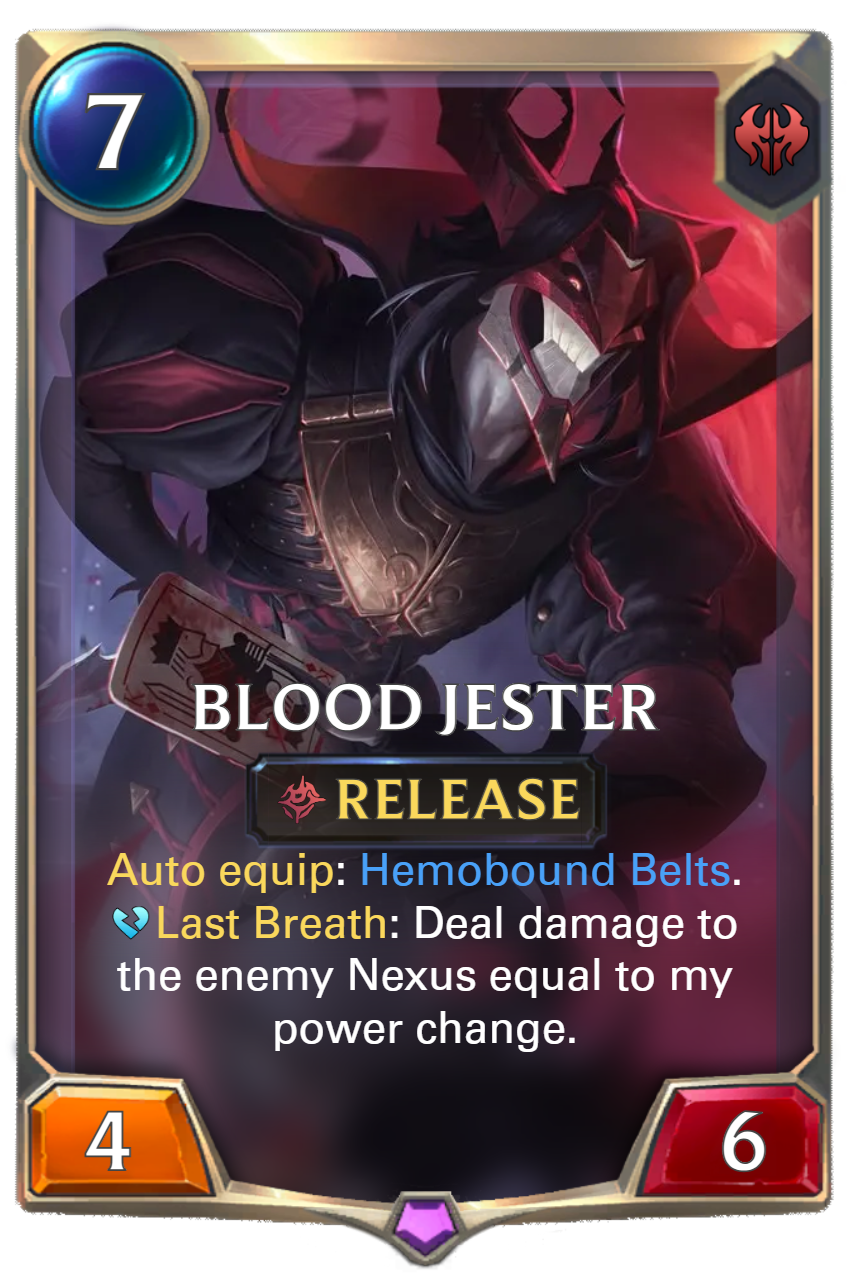 7
BLOOD JESTER
RELEASE
Auto equip: Hemobound Belts.
Last Breath: Deal damage to
the enemy Nexus equal to my
power change.
4
6